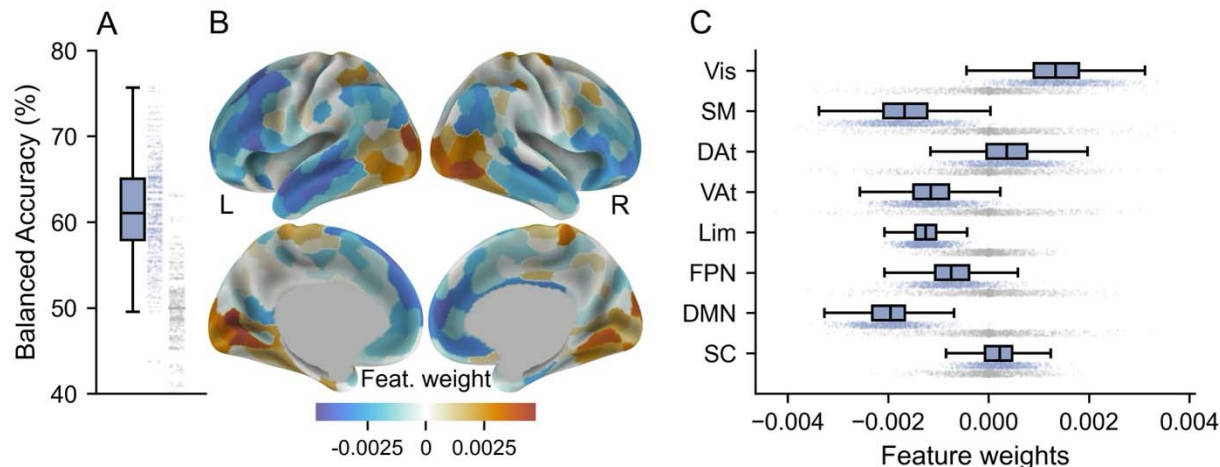 A
B
C
Balanced Accuracy (%)
80
70
60
50
40
L
R
Feat. weight
-0.0025 0 0.0025
Vis
SM
DAt
VAt
Lim
FPN
DMN
SC
−0.004 −0.002 0.000 0.002 0.004
Feature weights